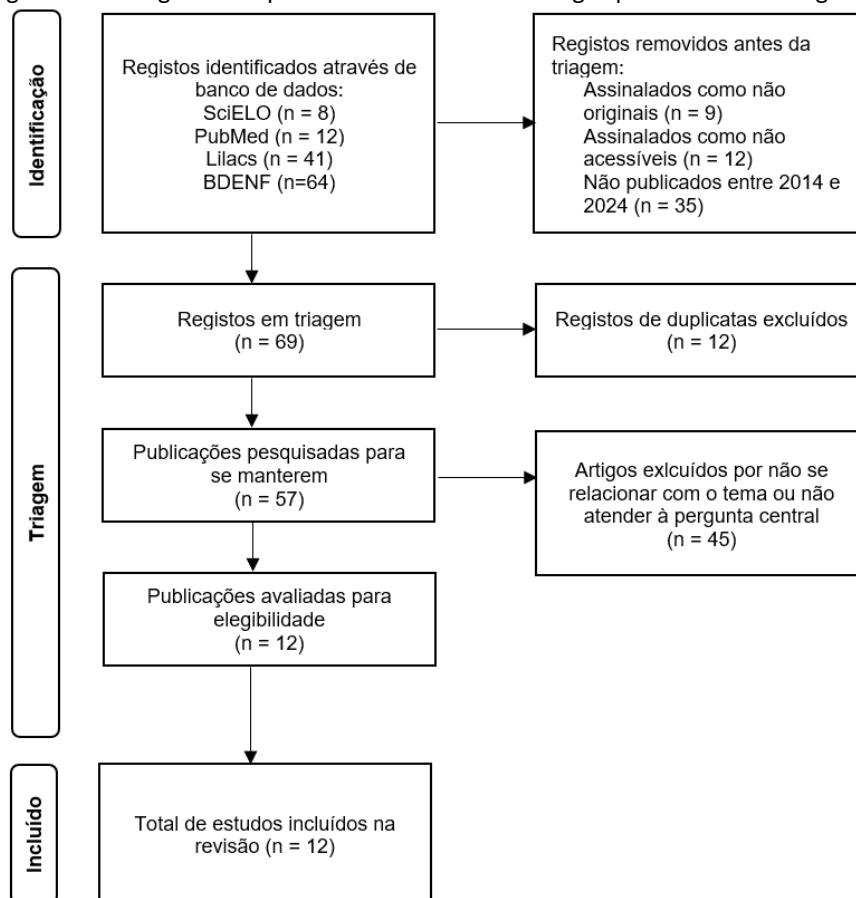 Identificação
Registos identificados através de
banco de dados:
SciELO (n = 8)
PubMed (n = 12)
Lilacs (n = 41)
BDENF (n=64)
Registos removidos antes da
triagem:
Assinalados como não
originais (n = 9)
Assinalados como não
acessíveis (n = 12)
Não publicados entre 2014 e
2024 (n = 35)
Triagem
Registos em triagem
(n = 69)
Registos de duplicatas excluídos
(n = 12)
Publicações pesquisadas para
se manterem
(n = 57)
Artigos exlcuídos por não se
relacionar com o tema ou não
atender à pergunta central
(n = 45)
Publicações avaliadas para
elegibilidade
(n = 12)
Incluído
Total de estudos incluídos na
revisão (n = 12)